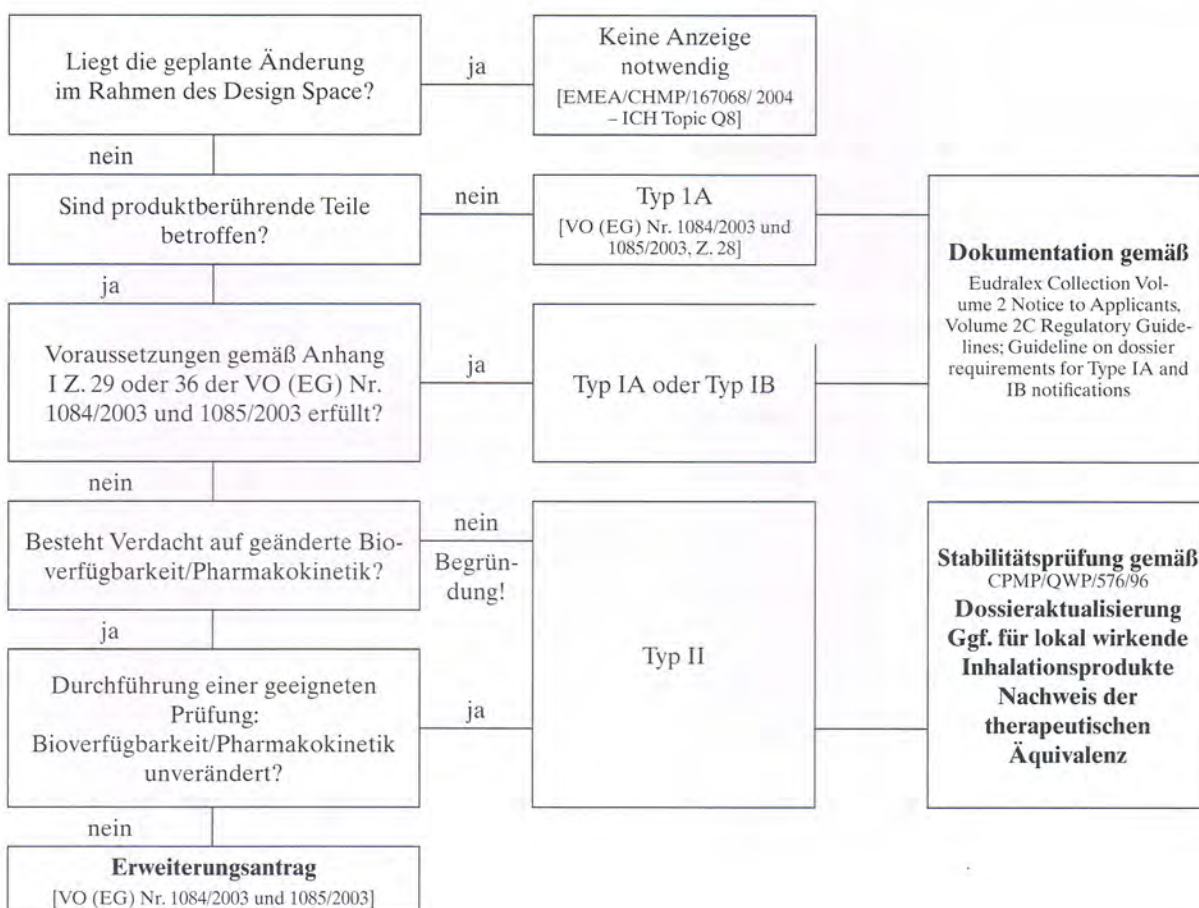 Liegt die geplante Änderung
im Rahmen des Design Space?
ja
Keine Anzeige
notwendig
[EMEA/CHMP/167068/ 2004
– ICH Topic Q8]
nein
Sind produktberührende Teile
betroffen?
nein
Typ 1A
[VO (EG) Nr. 1084/2003 und
1085/2003, Z. 28]
Dokumentation gemäß
Eudralex Collection Vol-
ume 2 Notice to Applicants,
Volume 2C Regulatory Guide-
lines; Guideline on dossier
requirements for Type IA and
IB notifications
ja
Voraussetzungen gemäß Anhang
I Z. 29 oder 36 der VO (EG) Nr.
1084/2003 und 1085/2003 erfüllt?
ja
Typ IA oder Typ IB
nein
Besteht Verdacht auf geänderte Bio-
verfügbarkeit/Pharmakokinetik?
nein
Begrün-
dung!
Typ II
Stabilitätsprüfung gemäß
CPMP/QWP/576/96
Dossieraktualisierung
Ggf. für lokal wirkende
Inhalationsprodukte
Nachweis der
therapeutischen
Äquivalenz
ja
Durchführung einer geeigneten
Prüfung:
Bioverfügbarkeit/Pharmakokinetik
unverändert?
ja
nein
Erweiterungsantrag
[VO (EG) Nr. 1084/2003 und 1085/2003]